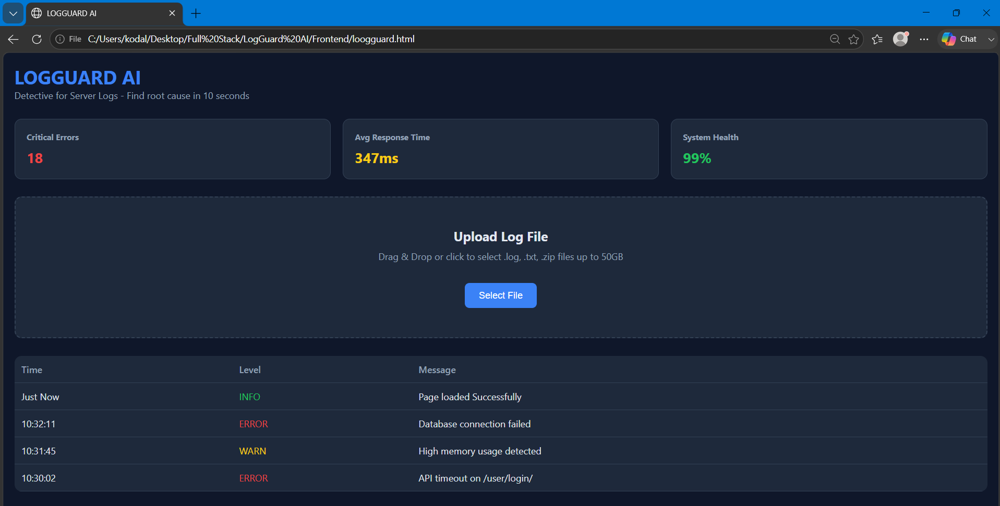 LOGGUARD AI
File C:/Users/kodal/Desktop/Full%20Stack/LogGuard%20AI/Frontend/loogguard.html
Chat
LOGGUARD AI
Detective for Server Logs - Find root cause in 10 seconds
Critical Errors Avg Response Time System Health
18 347ms 99%
Upload Log File
Drag & Drop or click to select .log, .txt, .zip files up to 50GB
Select File
Time Level Message
Just Now INFO Page loaded Successfully
10:32:11 ERROR Database connection failed
10:31:45 WARN High memory usage detected
10:30:02 ERROR API timeout on /user/login/